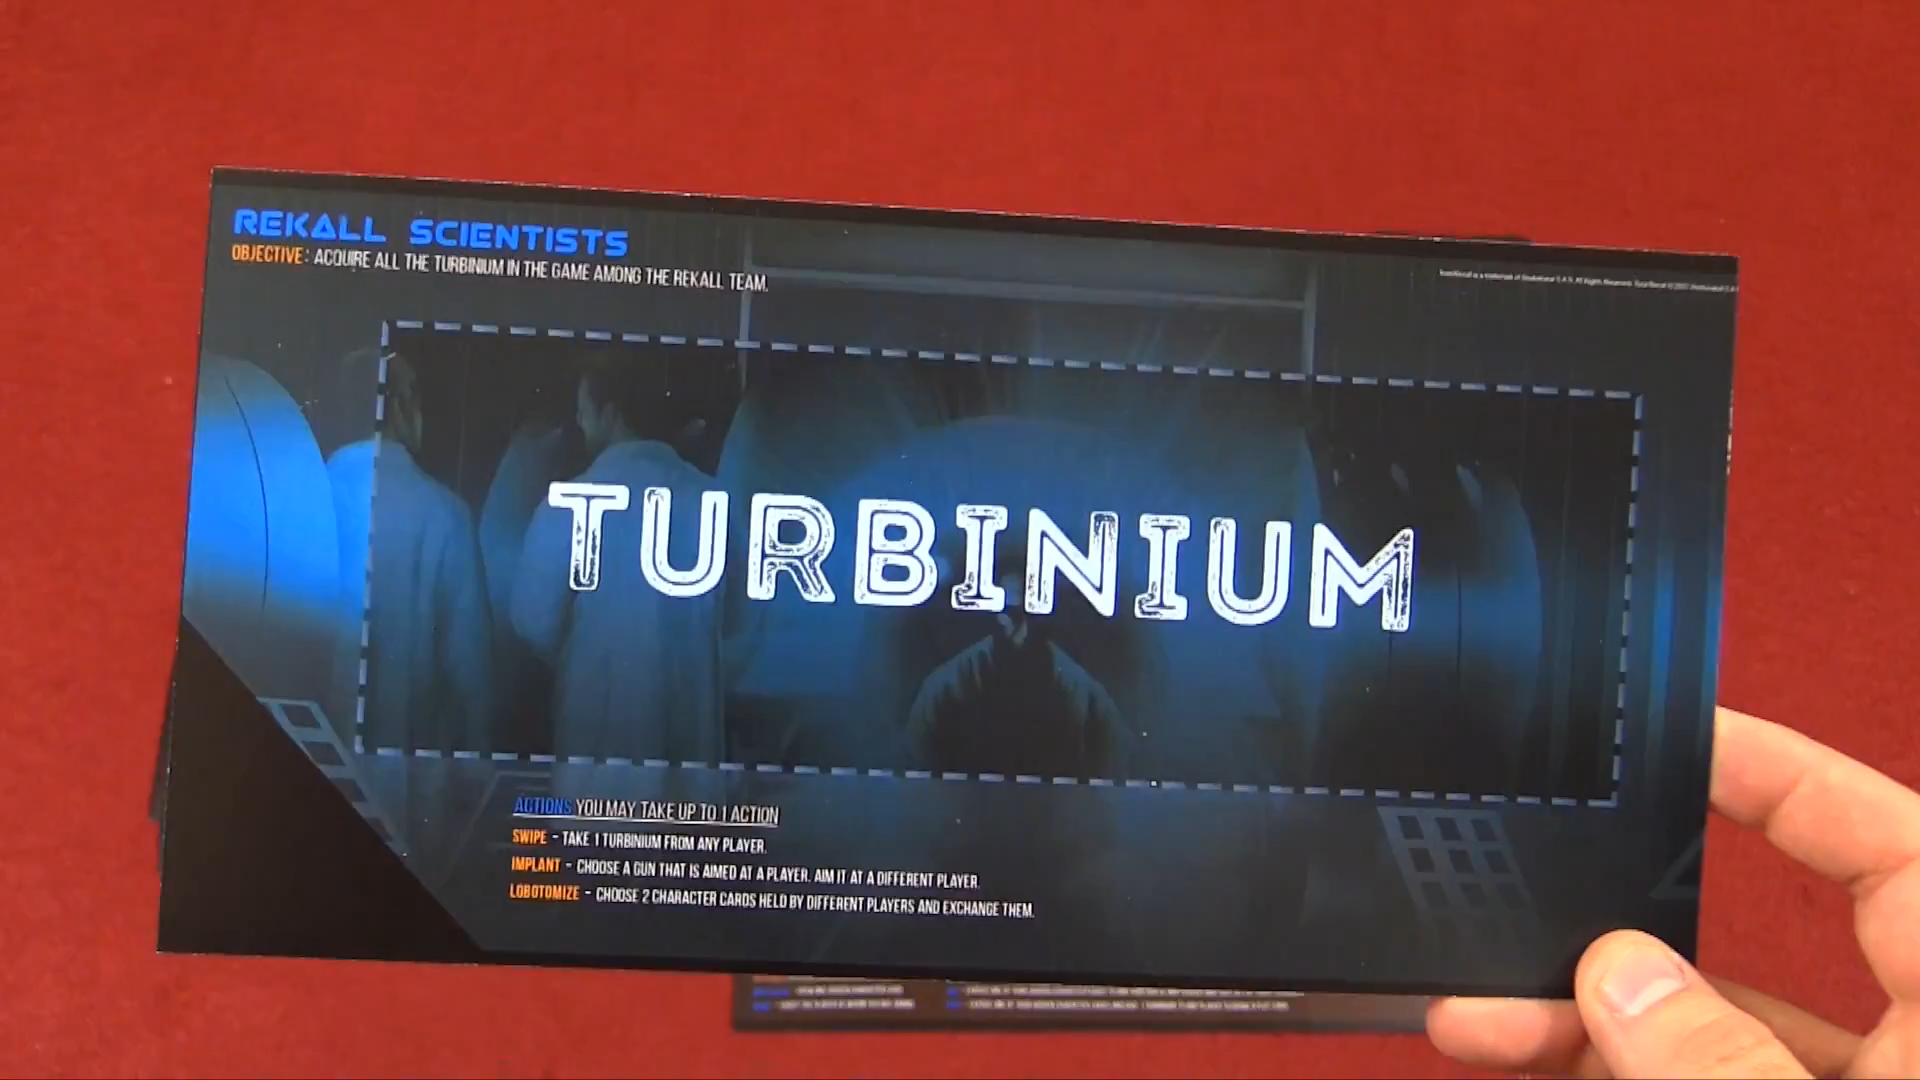 REKALL SCIENTISTS
OBJECTIVE: ACQUIRE ALL THE TURBINIUM IN THE GAME AMONG THE REKALL TEAM.
TURBINIUM
ACTIONS YOU MAY TAKE UP TO 1 ACTION
SWIPE - TAKE 1 TURBINIUM FROM ANY PLAYER.
IMPLANT - CHOOSE A GUN THAT IS AIMED AT A PLAYER. AIM IT AT A DIFFERENT PLAYER.
LOBOTOMIZE - CHOOSE 2 CHARACTER CARDS HELD BY DIFFERENT PLAYERS AND EXCHANGE THEM.